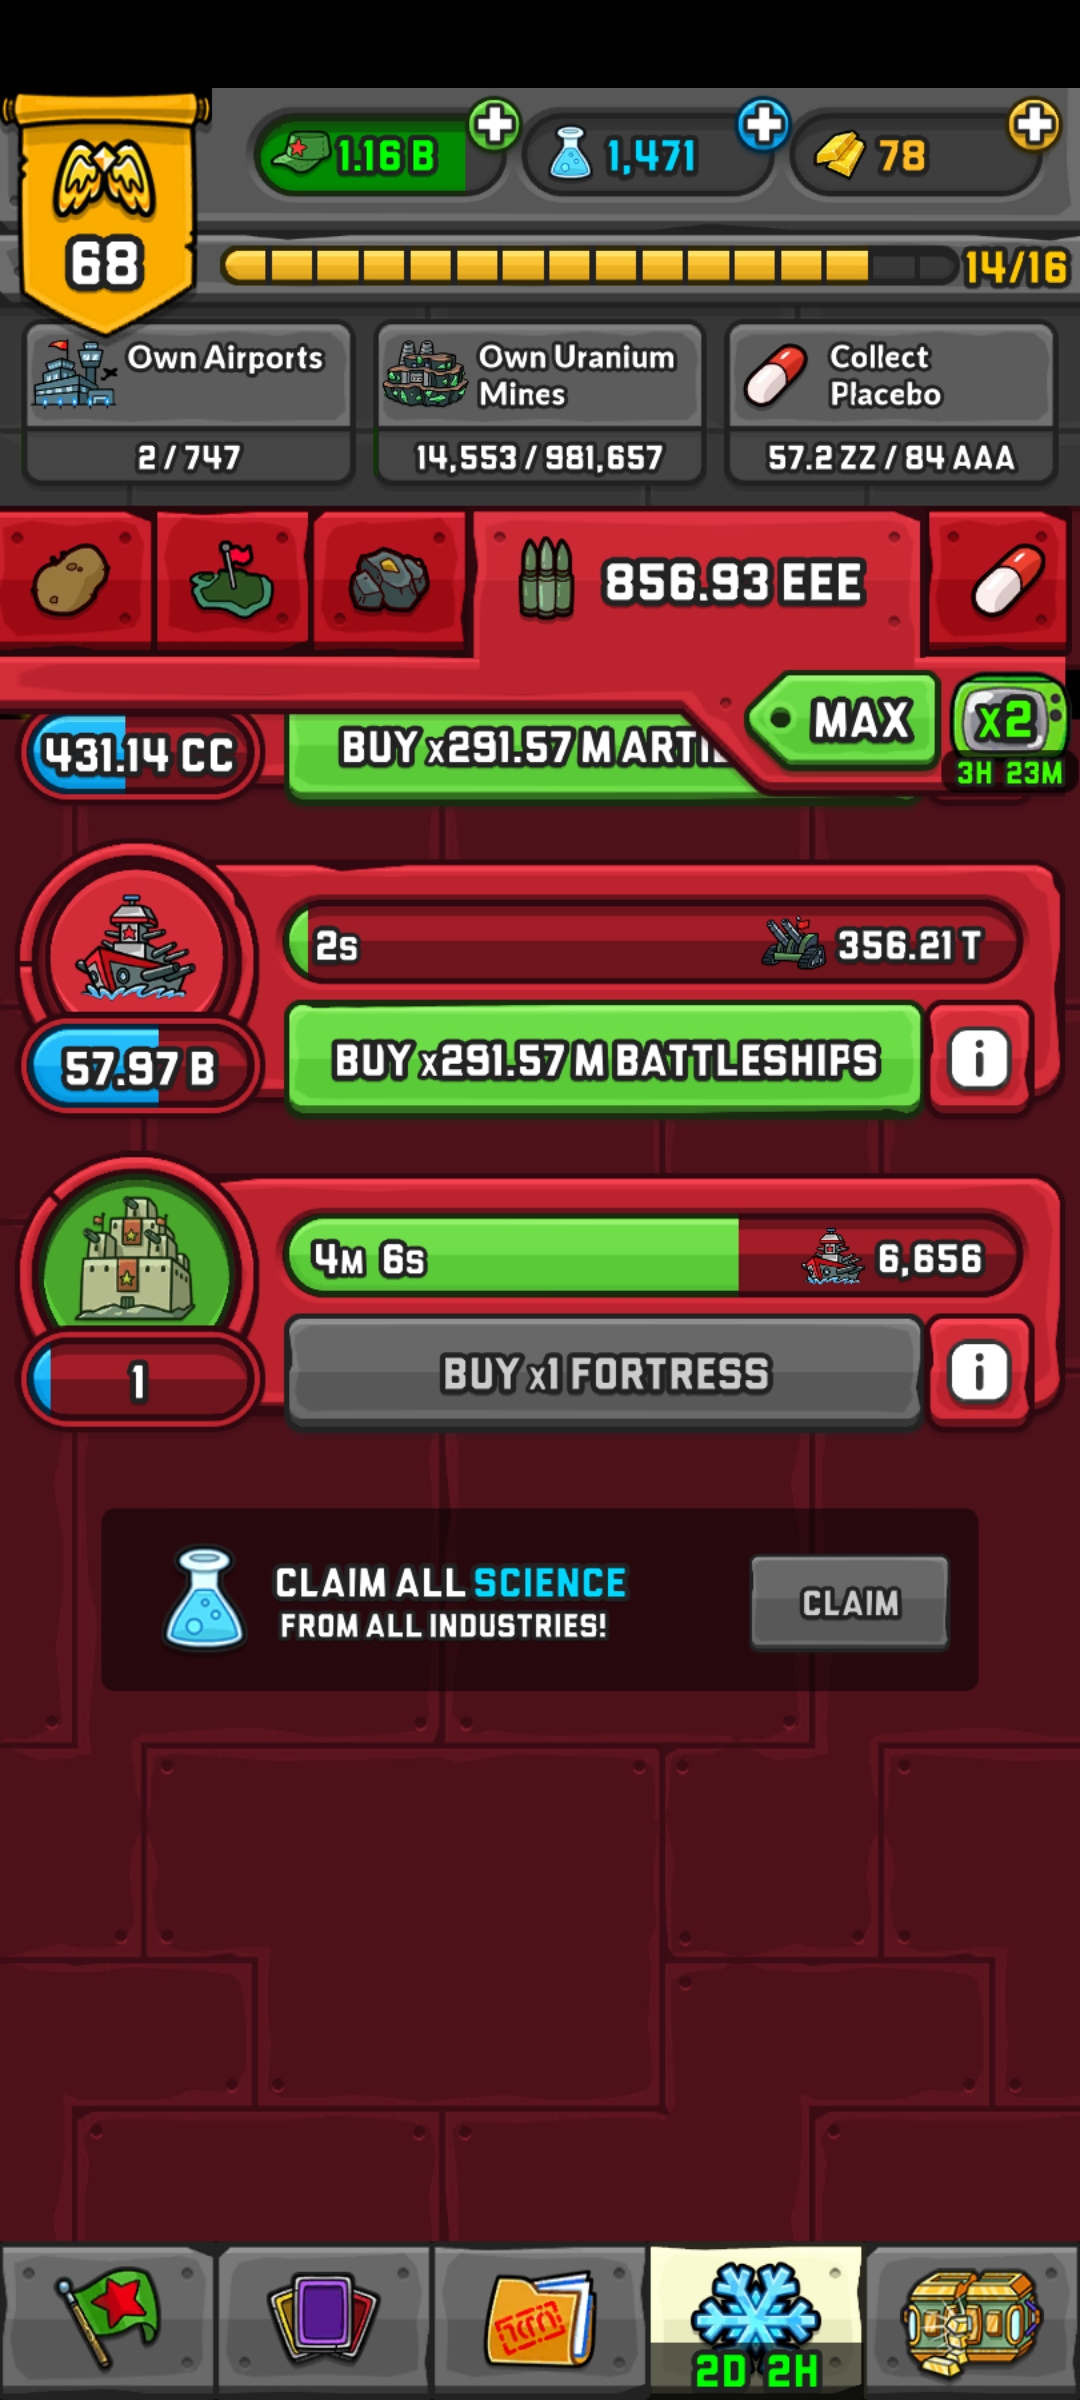 1.16 B
1,471
78
68
14/16
Own Airports
2 / 747
Own Uranium
Mines
14,553 / 981,657
Collect
Placebo
57.2 ZZ / 84 AAA
856.93 EEE
MAX
x2
3H 23M
431.14 CC
BUY x291.57 M ARTI
2s
356.21 T
57.97 B
BUY x291.57 M BATTLESHIPS
i
4M 6s
6,656
1
BUY x1 FORTRESS
i
CLAIM ALL SCIENCE
FROM ALL INDUSTRIES!
CLAIM
2D 2H